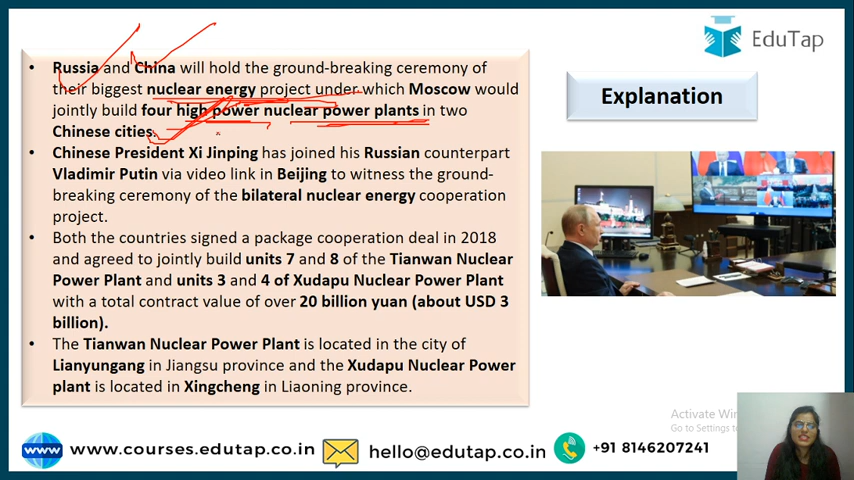 EduTap
Explanation
• Russia and China will hold the ground-breaking ceremony of
their biggest nuclear energy project under which Moscow would
jointly build four high power nuclear power plants in two
Chinese cities.
• Chinese President Xi Jinping has joined his Russian counterpart
Vladimir Putin via video link in Beijing to witness the ground-
breaking ceremony of the bilateral nuclear energy cooperation
project.
• Both the countries signed a package cooperation deal in 2018
and agreed to jointly build units 7 and 8 of the Tianwan Nuclear
Power Plant and units 3 and 4 of Xudapu Nuclear Power Plant
with a total contract value of over 20 billion yuan (about USD 3
billion).
• The Tianwan Nuclear Power Plant is located in the city of
Lianyungang in Jiangsu province and the Xudapu Nuclear Power
plant is located in Xingcheng in Liaoning province.
Activate Win
Go to Settings to
www www.courses.edutap.co.in
hello@edutap.co.in
+91 8146207241